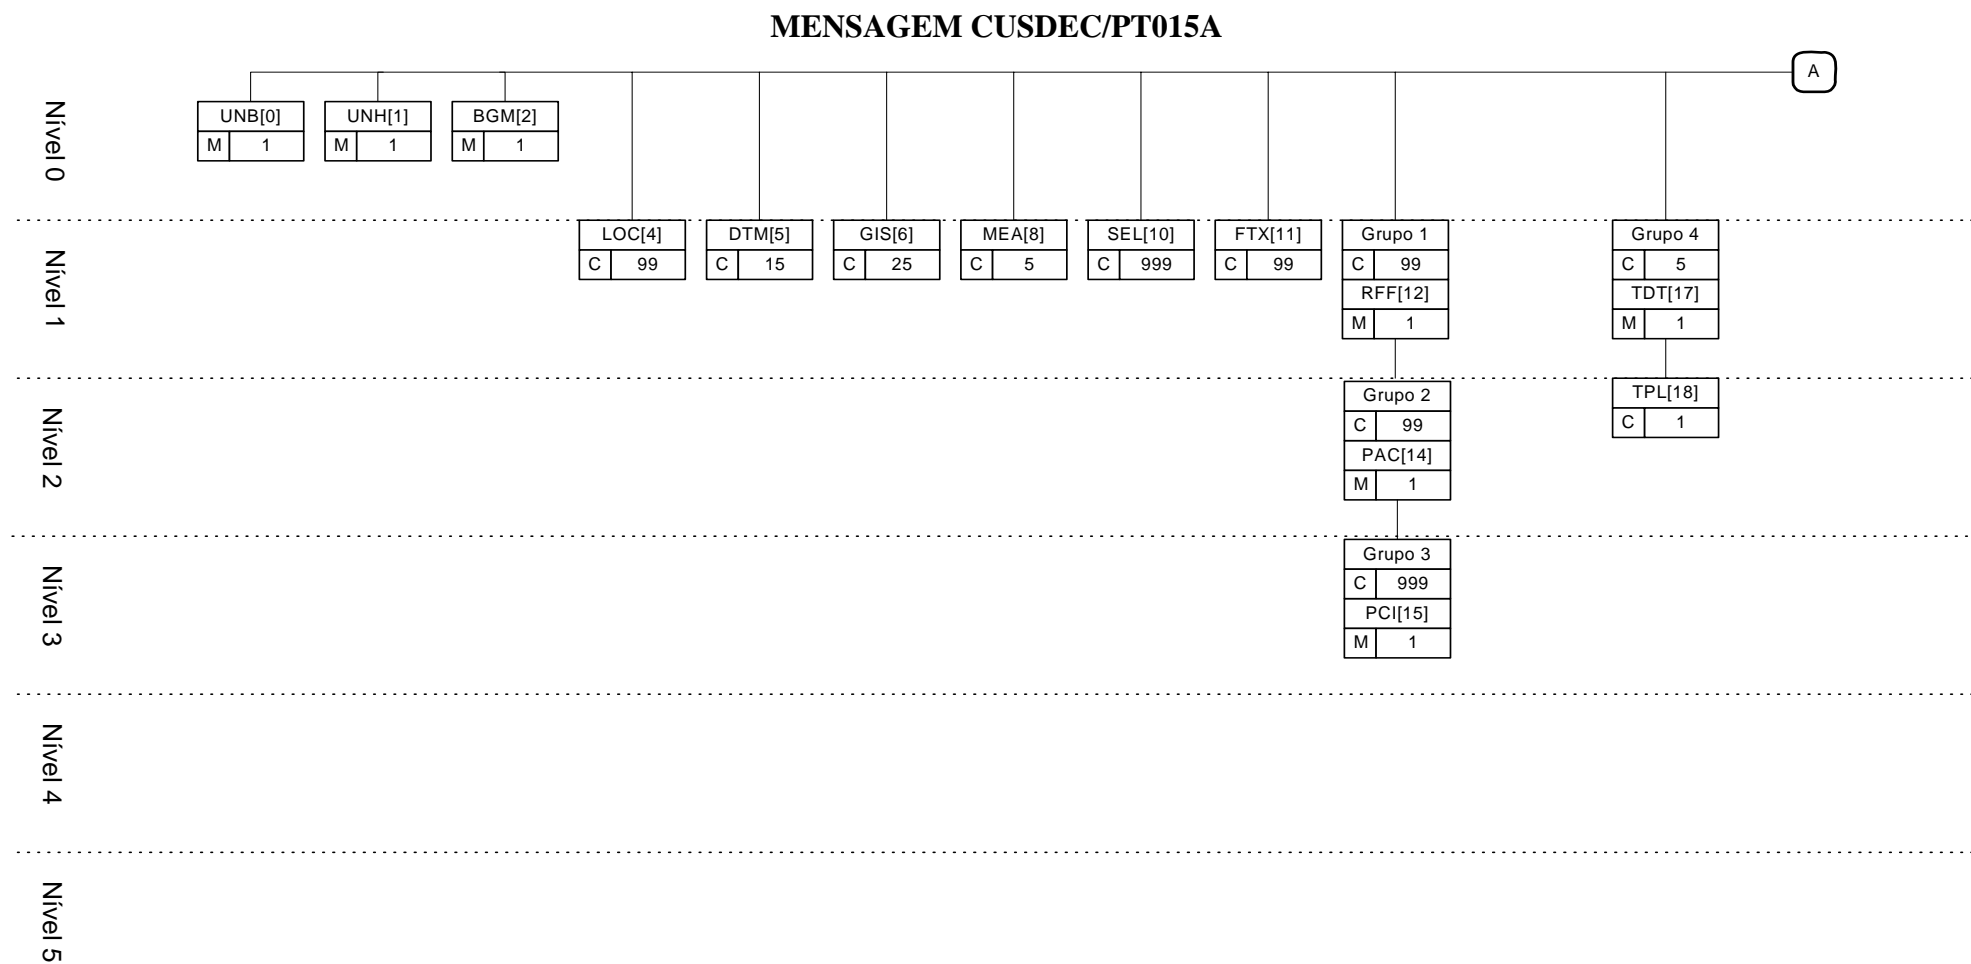 MENSAGEM CUSDEC/PT015A
A
Nível 0
UNB[0]
M 1
UNH[1]
M 1
BGM[2]
M 1
Nível 1
LOC[4]
C 99
DTM[5]
C 15
GIS[6]
C 25
MEA[8]
C 5
SEL[10]
C 999
FTX[11]
C 99
Grupo 1
C 99
RFF[12]
M 1
Grupo 4
C 5
TDT[17]
M 1
Nível 2
Grupo 2
C 99
PAC[14]
M 1
TPL[18]
C 1
Nível 3
Grupo 3
C 999
PCI[15]
M 1
Nível 4
Nível 5